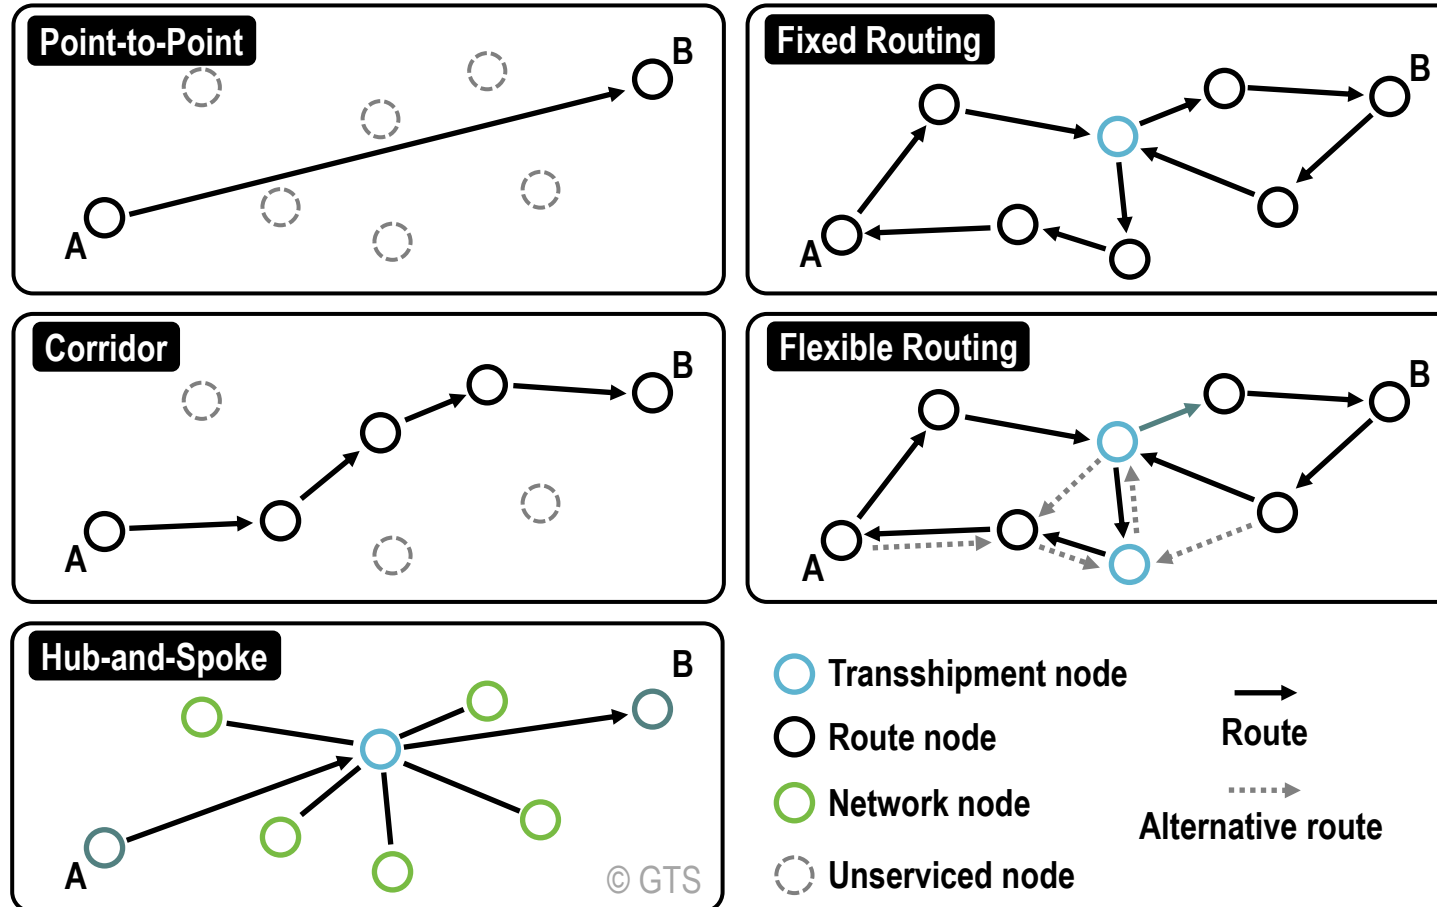 Point-to-Point
B
A
Fixed Routing
B
A
Corridor
B
A
Flexible Routing
B
A
Hub-and-Spoke
B
A
© GTS
Transshipment node
Route node
Network node
Unserviced node
Route
Alternative route